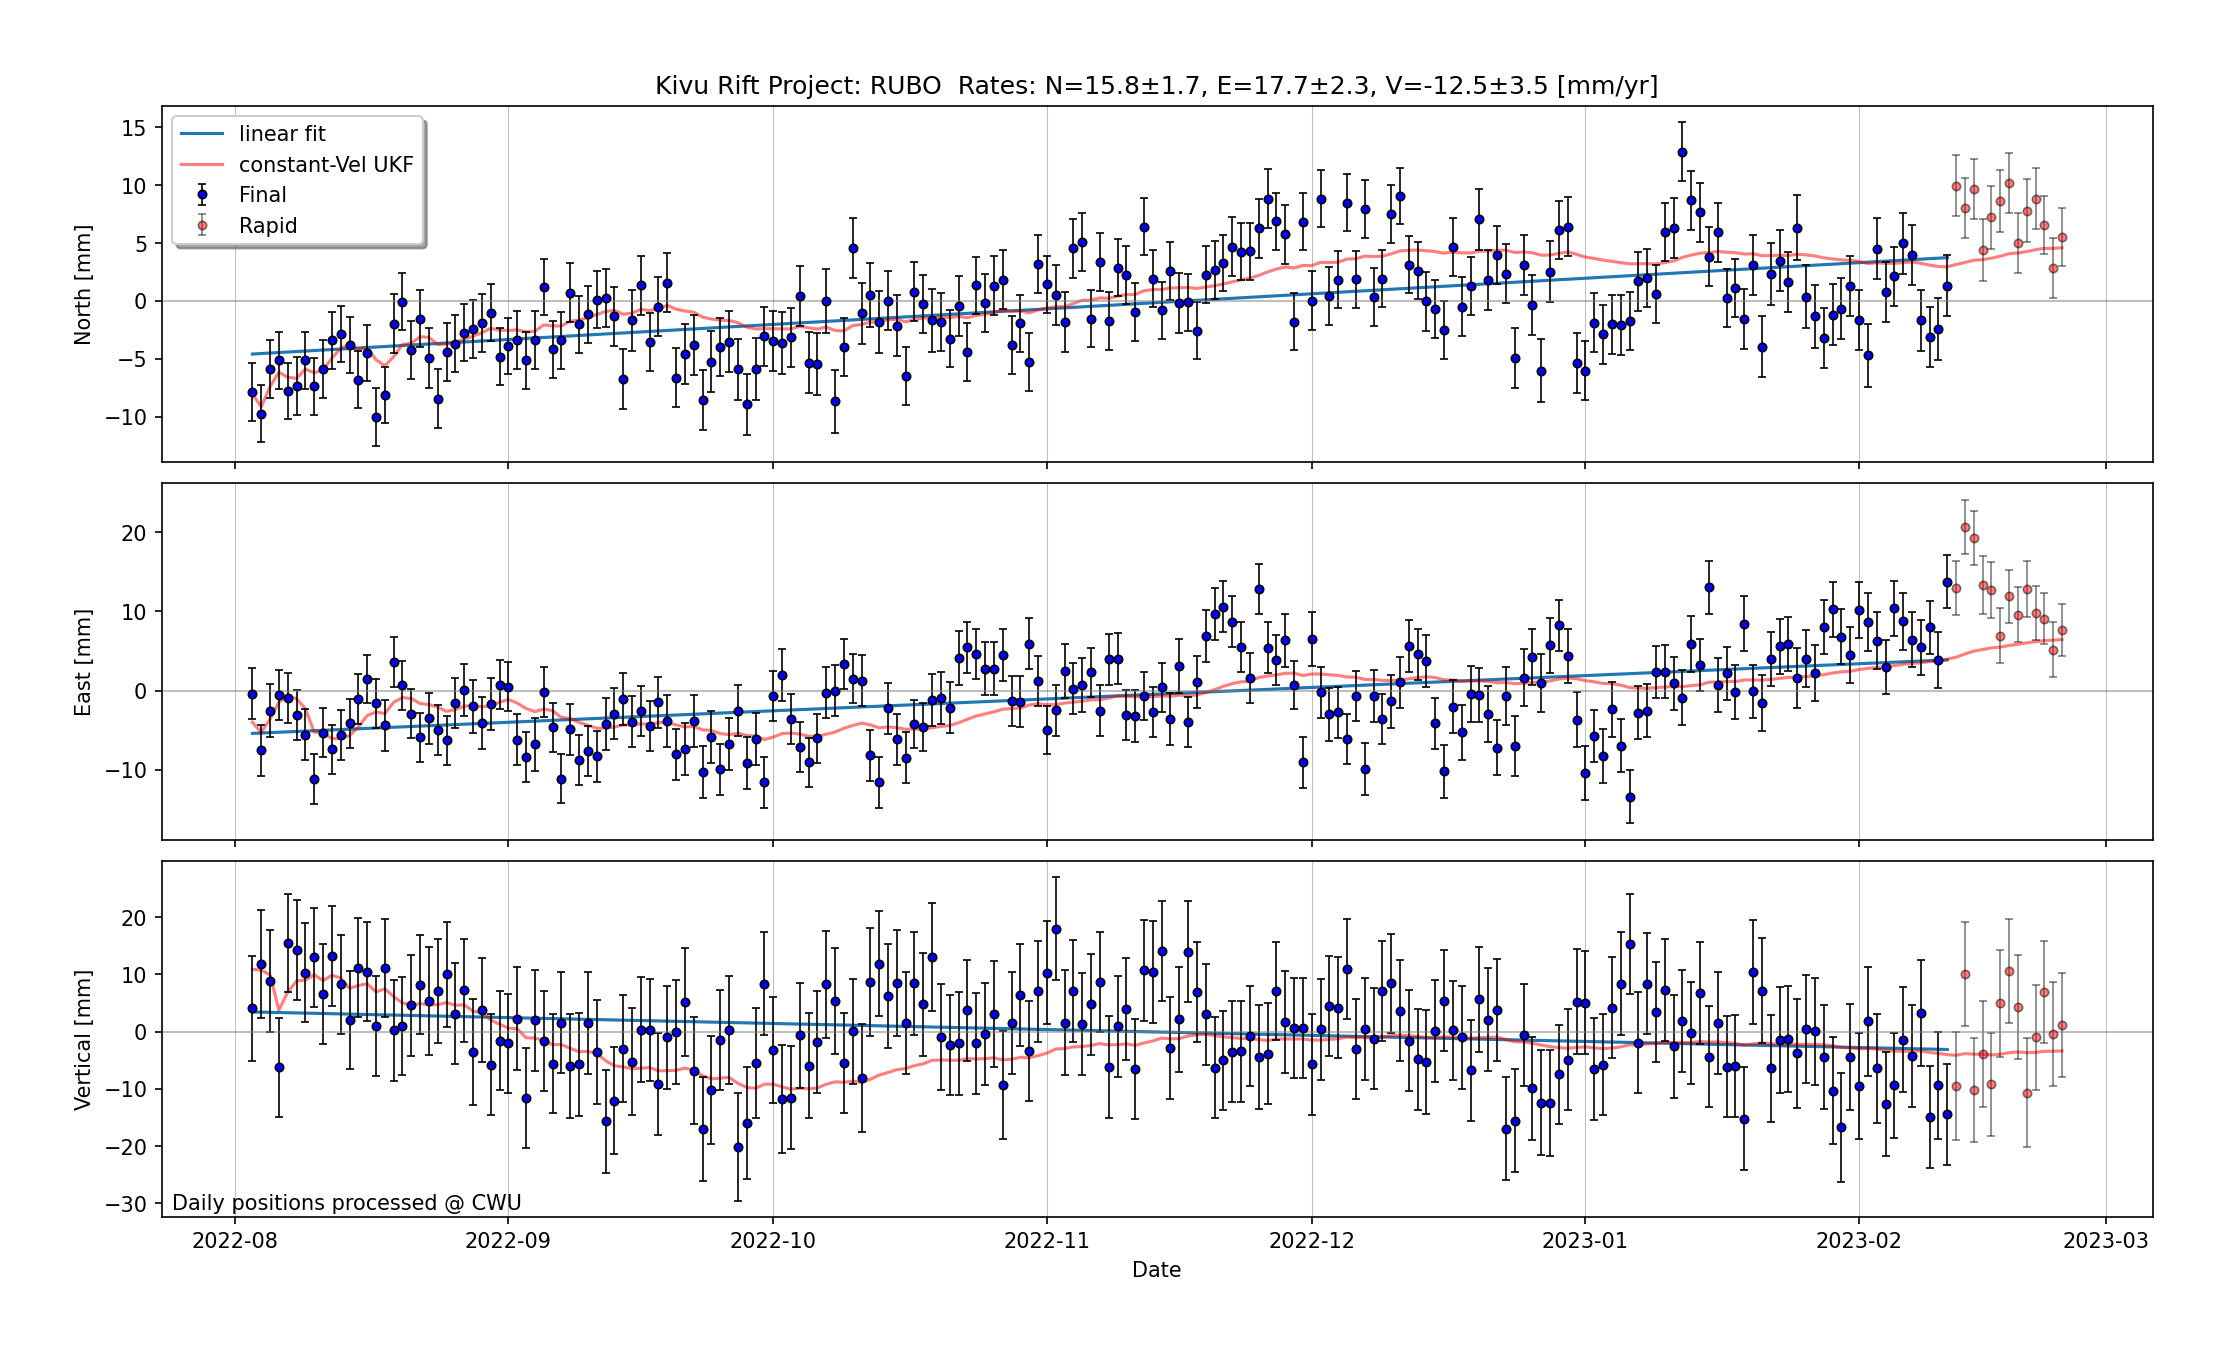 Kivu Rift Project: RUBO  Rates: N=15.8±1.7, E=17.7±2.3, V=-12.5±3.5 [mm/yr]
linear fit
constant-Vel UKF
Final
Rapid
North [mm]
15
10
5
0
−5
−10
East [mm]
20
10
0
−10
Vertical [mm]
20
10
0
−10
−20
−30
Daily positions processed @ CWU
2022-08 2022-09 2022-10 2022-11 2022-12 2023-01 2023-02 2023-03
Date